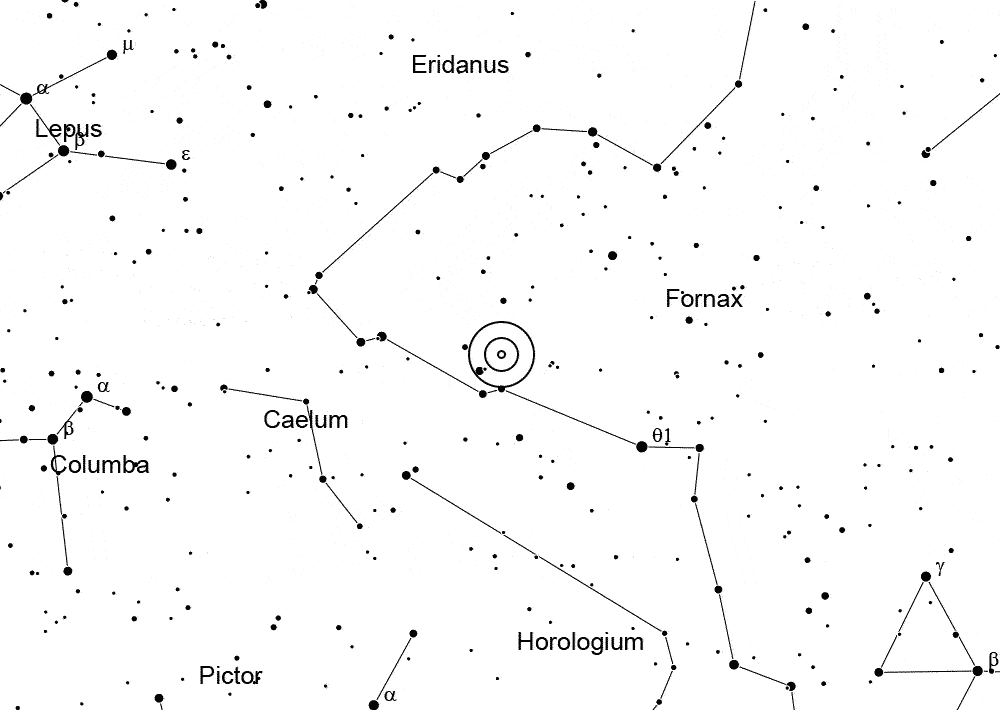 Eridanus
μ
α
Lepus
β
ε
Fornax
α
Caelum
β
Columba
θ1
γ
Horologium
β
Pictor
α